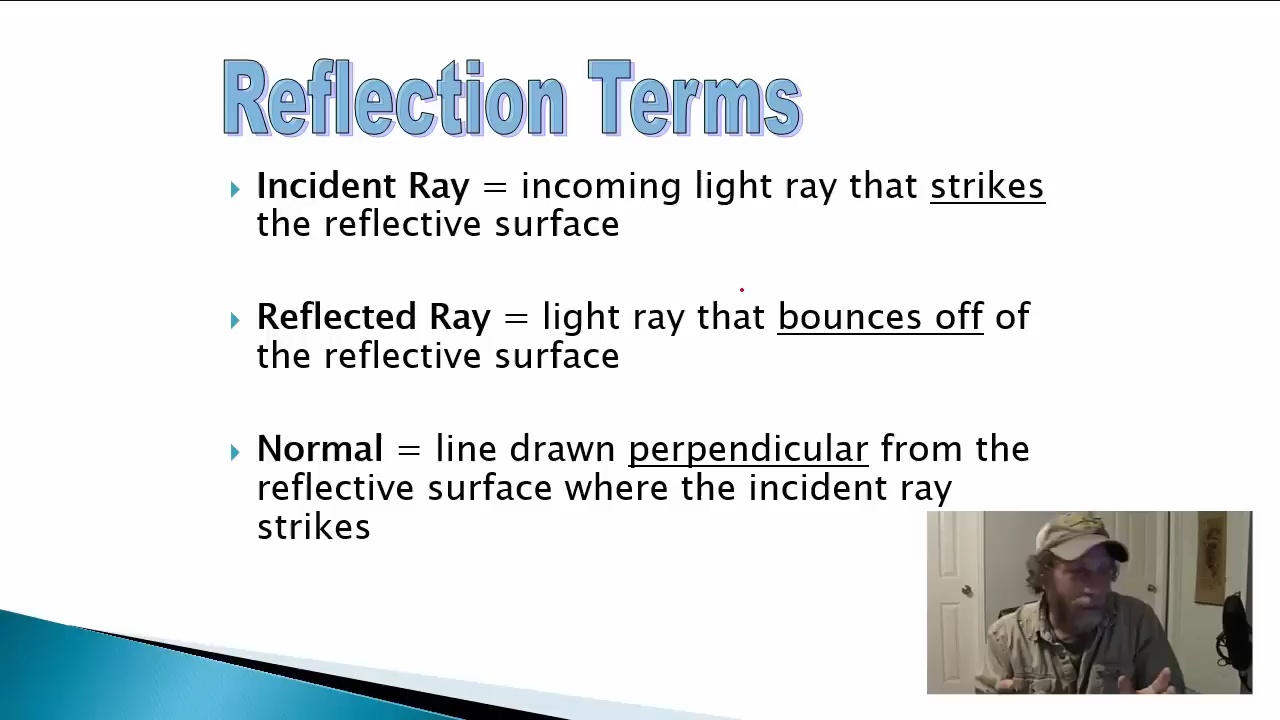 Reflection Terms
Incident Ray = incoming light ray that strikes
the reflective surface
Reflected Ray = light ray that bounces off of
the reflective surface
Normal = line drawn perpendicular from the
reflective surface where the incident ray
strikes